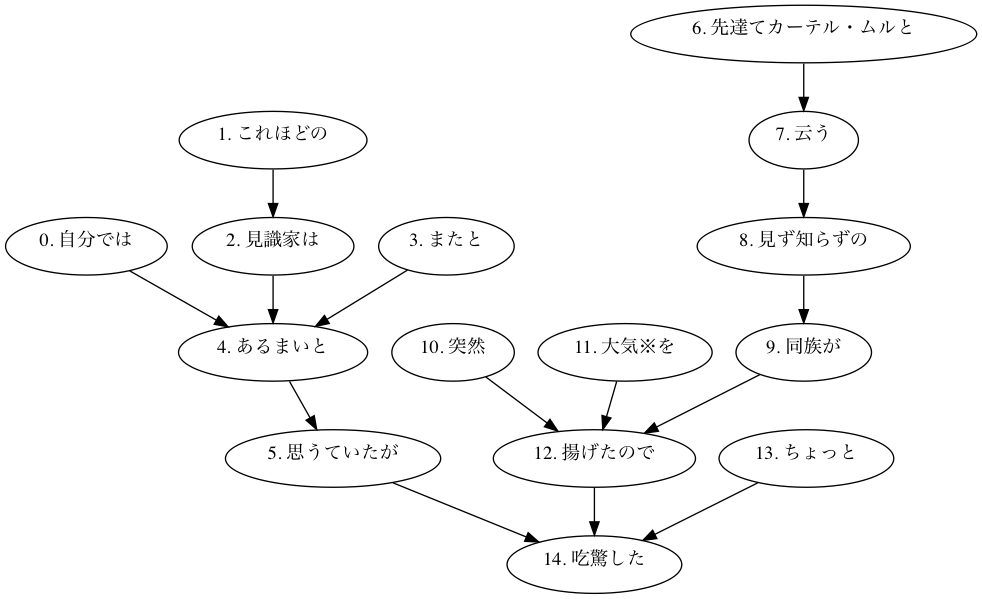 6. 先達てカーテル・ムルと
1. これほどの
7. 云う
0. 自分では
2. 見識家は
3. またと
8. 見ず知らずの
4. あるまいと
10. 突然
11. 大気※を
9. 同族が
5. 思うていたが
12. 揚げたので
13. ちょっと
14. 吃驚した